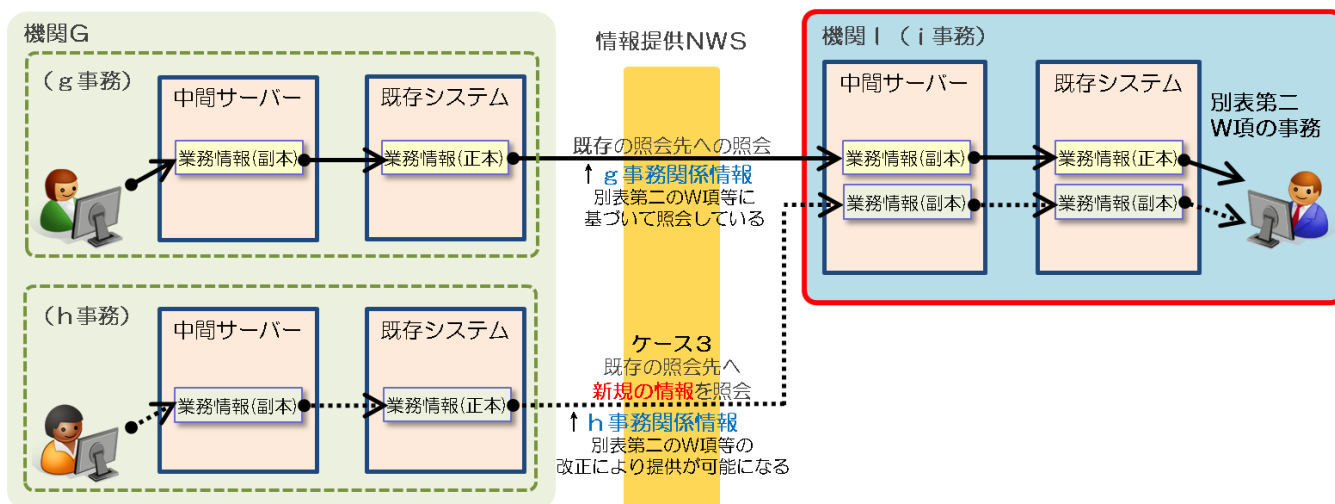 機関G
(g事務)
中間サーバー
既存システム
業務情報(副本)
業務情報(正本)
情報提供NWS
既存の照会先への照会
↑g事務関係情報
別表第二のW項等に
基づいて照会している
機関I(i事務)
中間サーバー
既存システム
業務情報(副本)
業務情報(正本)
業務情報(副本)
業務情報(副本)
別表第二
W項の事務
(h事務)
中間サーバー
既存システム
業務情報(副本)
業務情報(正本)
ケース3
既存の照会先へ
新規の情報を照会
↑h事務関係情報
別表第二のW項等の
改正により提供が可能になる